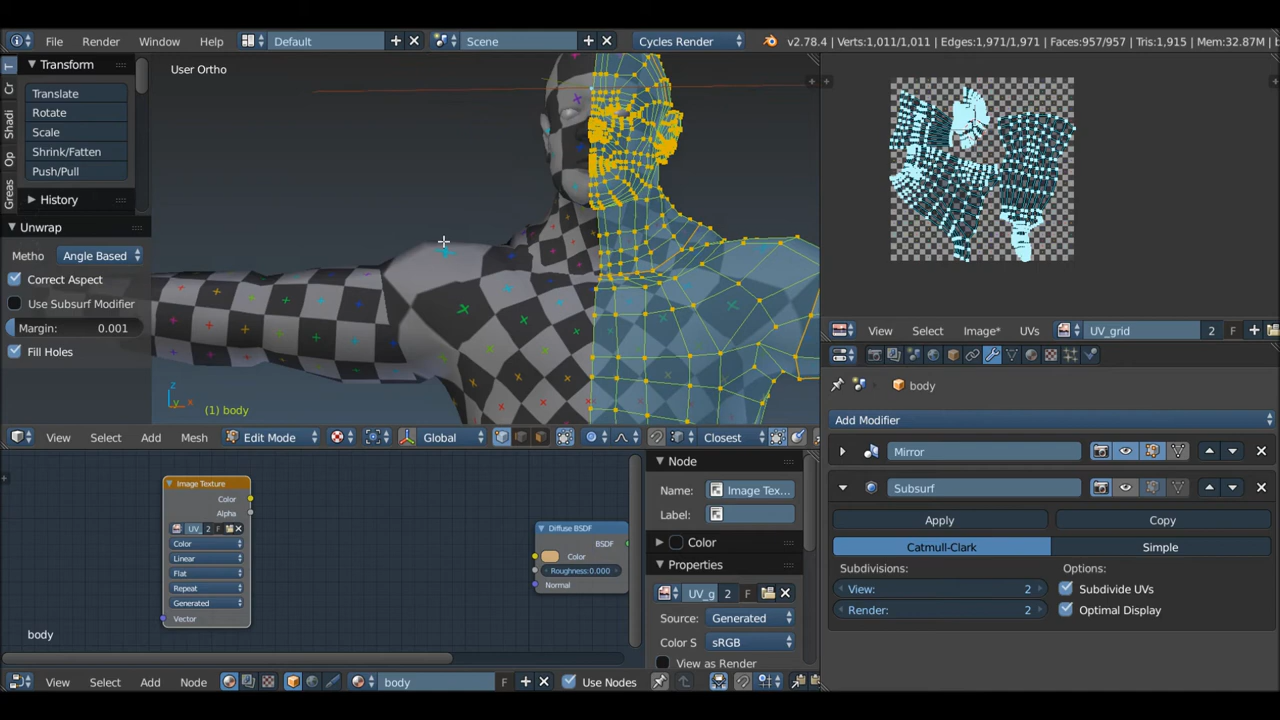 File Render Window Help Default Scene Cycles Render v2.78.4 | Verts:1,011/1,011 | Edges:1,971/1,971 | Faces:957/957 | Tris:1,915 | Mem:32.87M | b
T Cr Shadi Op Greas
Transform
Translate
Rotate
Scale
Shrink/Fatten
Push/Pull
History
Unwrap
Metho Angle Based
Correct Aspect
Use Subsurf Modifier
Margin: 0.001
Fill Holes
User Ortho
z
y x
(1) body
View Select Add Mesh Edit Mode Global Closest
View Select Image* UVs UV_grid 2 F
body
Add Modifier
Mirror
Subsurf
Apply Copy
Catmull-Clark Simple
Subdivisions: Options:
View: 2 Subdivide UVs
Render: 2 Optimal Display
Image Texture
Color
Alpha
UV_ 2 F
Color
Linear
Flat
Repeat
Generated
Vector
Diffuse BSDF
BSDF
Color
Roughness:0.000
Normal
body
Node
Name: Image Tex...
Label:
Color
Properties
UV_g 2 F
Source: Generated
Color S sRGB
View as Render
View Select Add Node body F Use Nodes